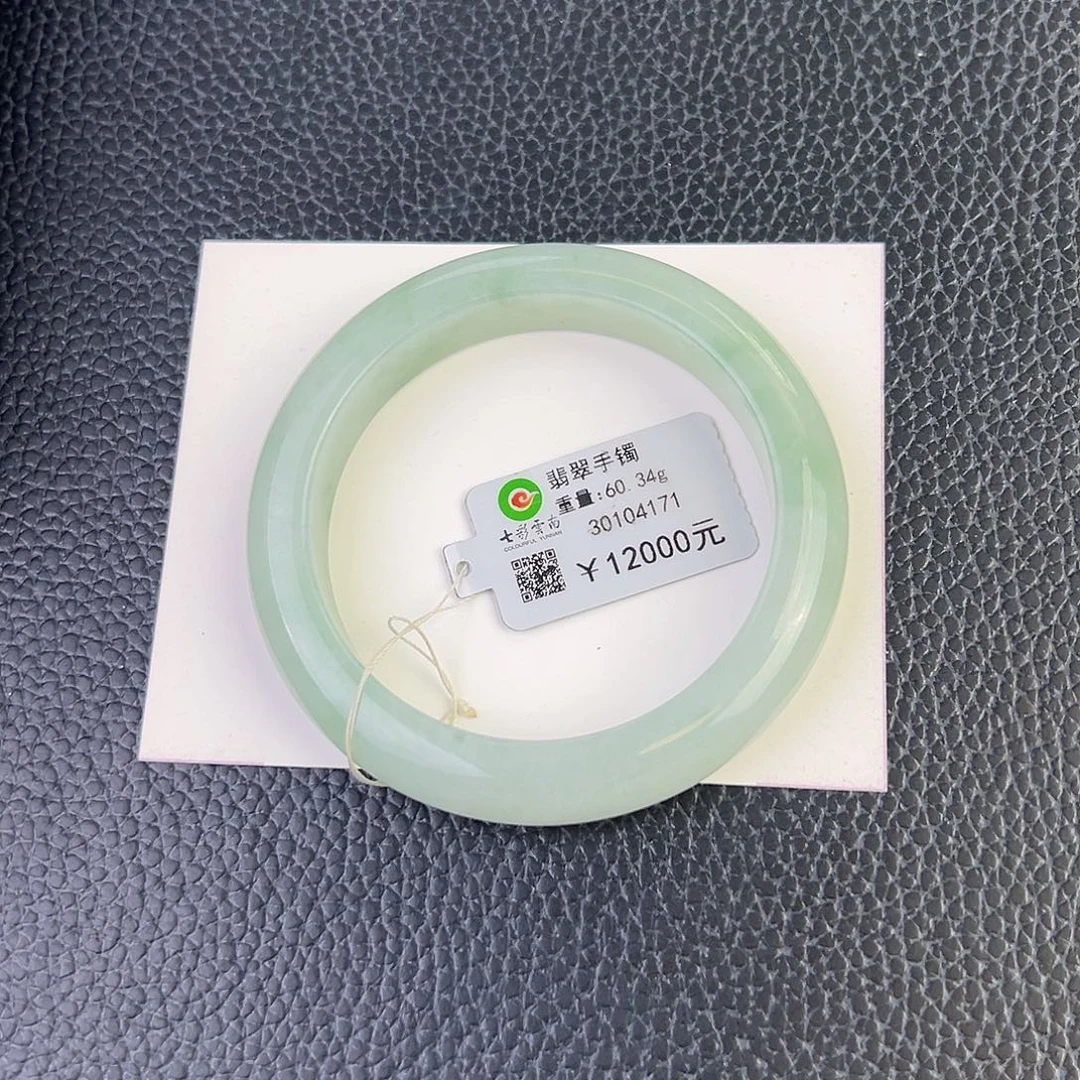 翡翠手镯
重量:60.34g
30104171
七彩雲南
COLOURFUL YUNNAN
￥12000元